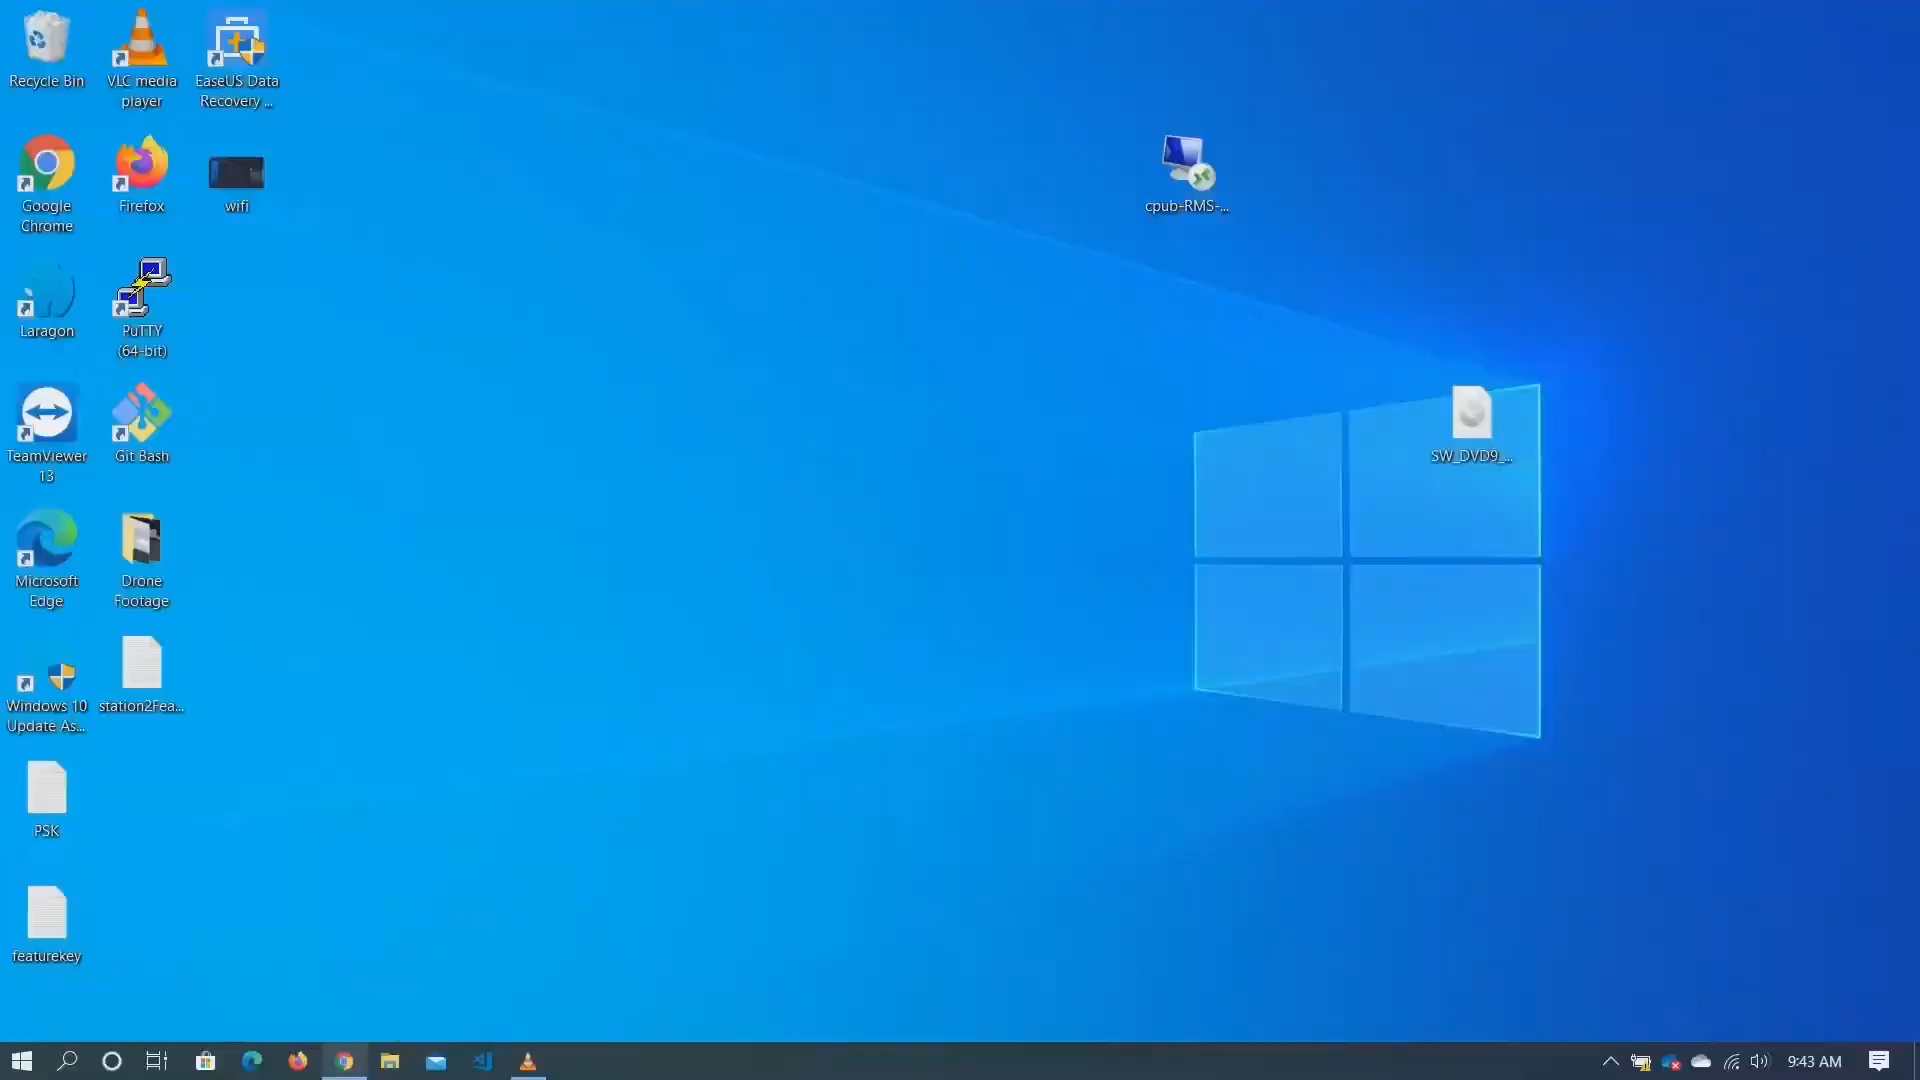 Recycle Bin
VLC media
player
EaseUS Data
Recovery ...
Google
Chrome
Firefox
wifi
cpub-RMS-...
Laragon
PuTTY
(64-bit)
TeamViewer
13
Git Bash
SW_DVD9_...
Microsoft
Edge
Drone
Footage
Windows 10
Update As...
station2Fea...
PSK
featurekey
9:43 AM